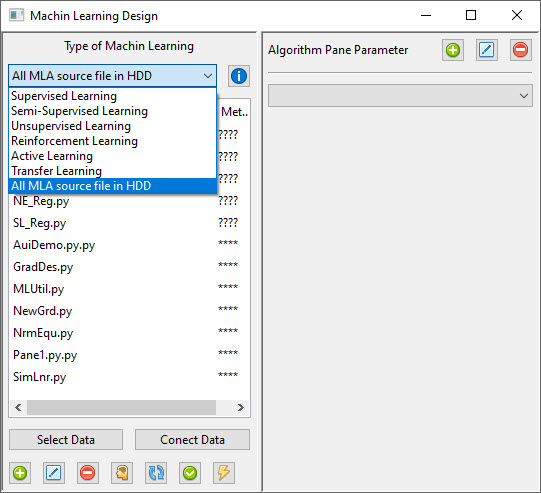 Machin Learning Design
Type of Machin Learning
All MLA source file in HDD
Supervised Learning
Semi-Supervised Learning
Unsupervised Learning
Reinforcement Learning
Active Learning
Transfer Learning
All MLA source file in HDD
Met..
????
????
????
NE_Reg.py ????
SL_Reg.py ????
AuiDemo.py.py ****
GradDes.py ****
MLUtil.py ****
NewGrd.py ****
NrmEqu.py ****
Pane1.py.py ****
SimLnr.py ****
Select Data
Conect Data
Algorithm Pane Parameter